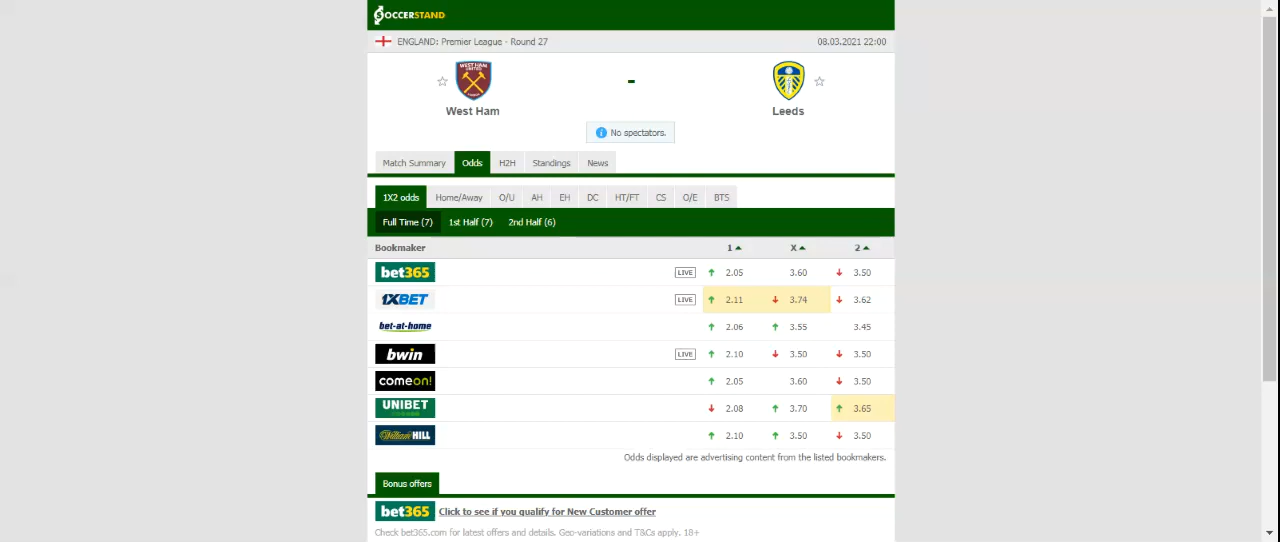 SOCCERSTAND
ENGLAND: Premier League - Round 27 08.03.2021 22:00
WEST HAM UNITED
West Ham - Leeds
No spectators.
Match Summary Odds H2H Standings News
1X2 odds Home/Away O/U AH EH DC HT/FT CS O/E BTS
Full Time (7) 1st Half (7) 2nd Half (6)
Bookmaker 1 X 2
bet365 LIVE 2.05 3.60 3.50
1XBET LIVE 2.11 3.74 3.62
bet-at-home 2.06 3.55 3.45
bwin LIVE 2.10 3.50 3.50
comeon! 2.05 3.60 3.50
UNIBET 2.08 3.70 3.65
William HILL 2.10 3.50 3.50
Odds displayed are advertising content from the listed bookmakers.
Bonus offers
bet365 Click to see if you qualify for New Customer offer
Check bet365.com for latest offers and details. Geo-variations and T&Cs apply. 18+